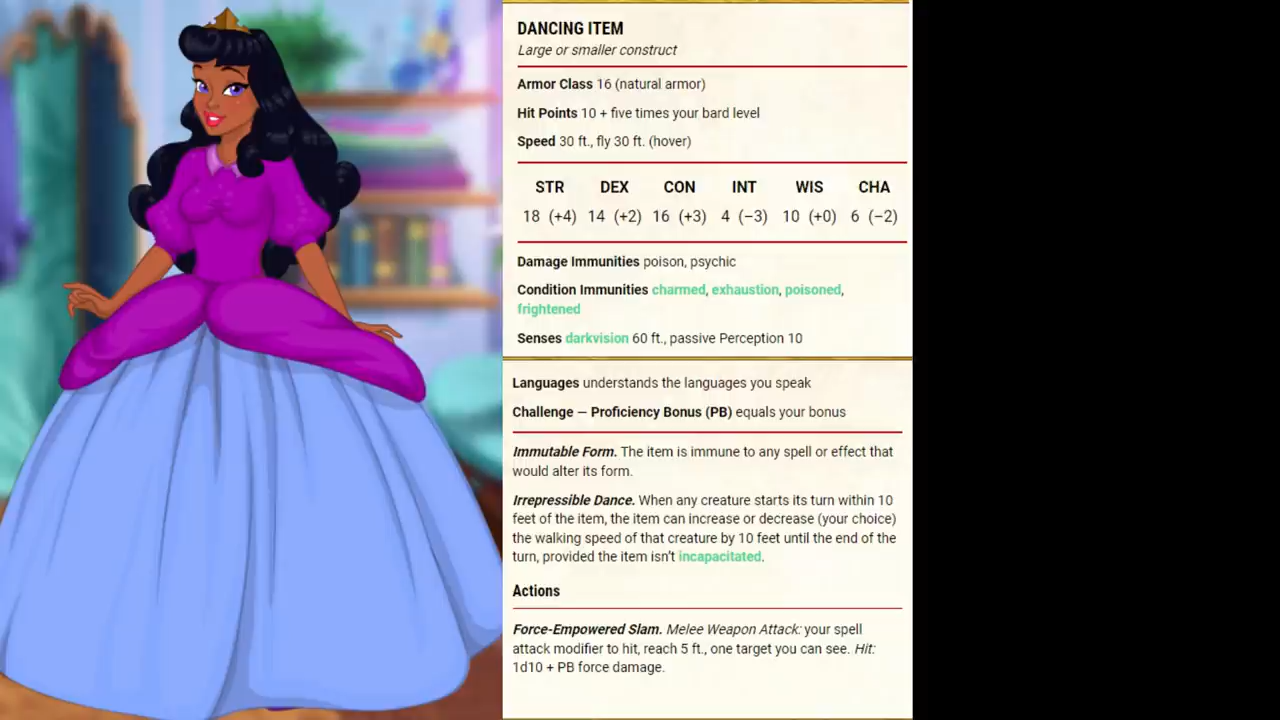 DANCING ITEM
Large or smaller construct
Armor Class 16 (natural armor)
Hit Points 10 + five times your bard level
Speed 30 ft., fly 30 ft. (hover)
STR DEX CON INT WIS CHA
18 (+4) 14 (+2) 16 (+3) 4 (−3) 10 (+0) 6 (−2)
Damage Immunities poison, psychic
Condition Immunities charmed, exhaustion, poisoned,
frightened
Senses darkvision 60 ft., passive Perception 10
Languages understands the languages you speak
Challenge — Proficiency Bonus (PB) equals your bonus
Immutable Form. The item is immune to any spell or effect that
would alter its form.
Irrepressible Dance. When any creature starts its turn within 10
feet of the item, the item can increase or decrease (your choice)
the walking speed of that creature by 10 feet until the end of the
turn, provided the item isn’t incapacitated.
Actions
Force-Empowered Slam. Melee Weapon Attack: your spell
attack modifier to hit, reach 5 ft., one target you can see. Hit:
1d10 + PB force damage.